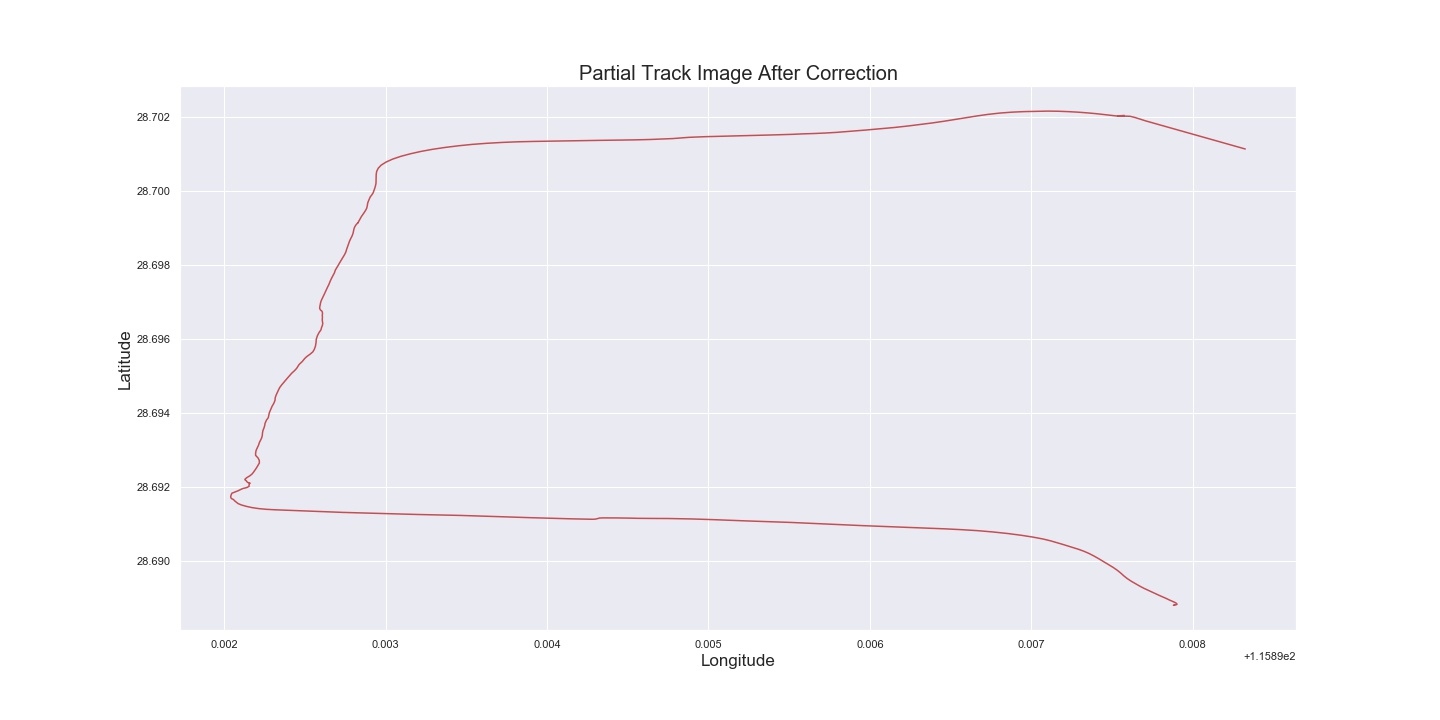 Partial Track Image After Correction
28.702
28.700
28.698
28.696
28.694
28.692
28.690
Latitude
0.002 0.003 0.004 0.005 0.006 0.007 0.008
Longitude
+1.1589e2